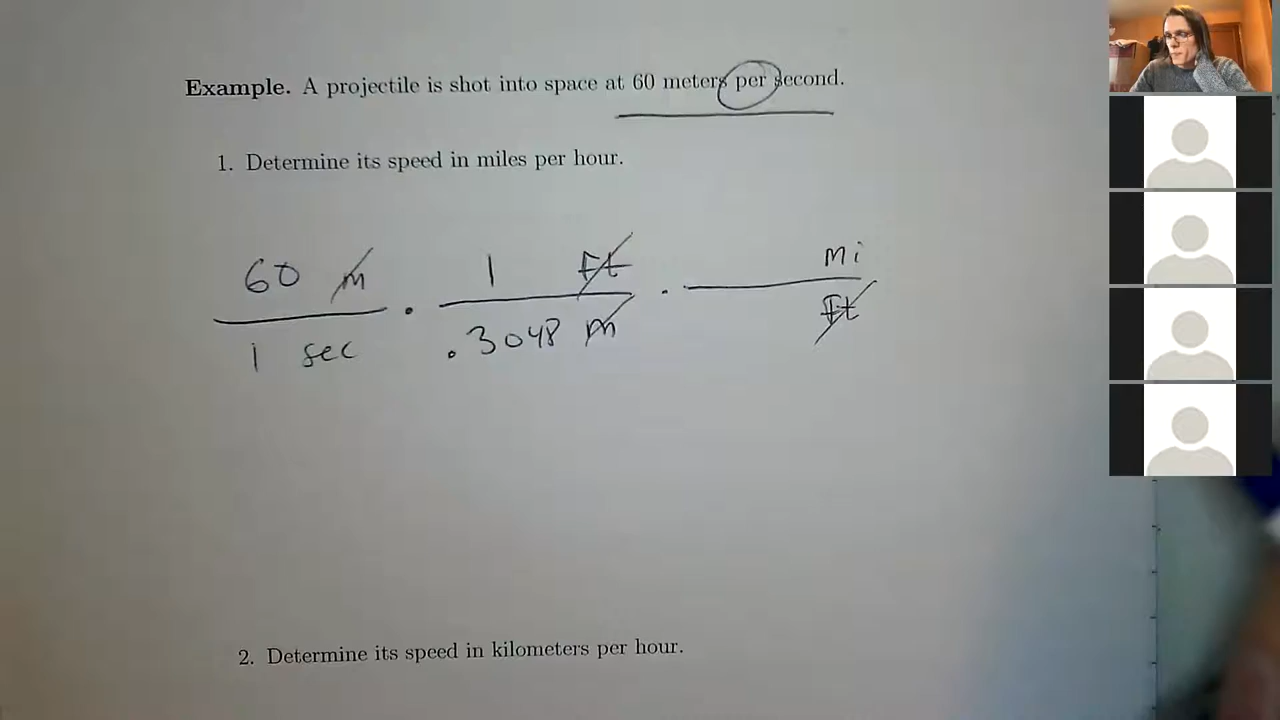 Example. A projectile is shot into space at 60 meters per second.
1. Determine its speed in miles per hour.
60 m 1 ft mi
1 sec . .3048 m . ft
2. Determine its speed in kilometers per hour.